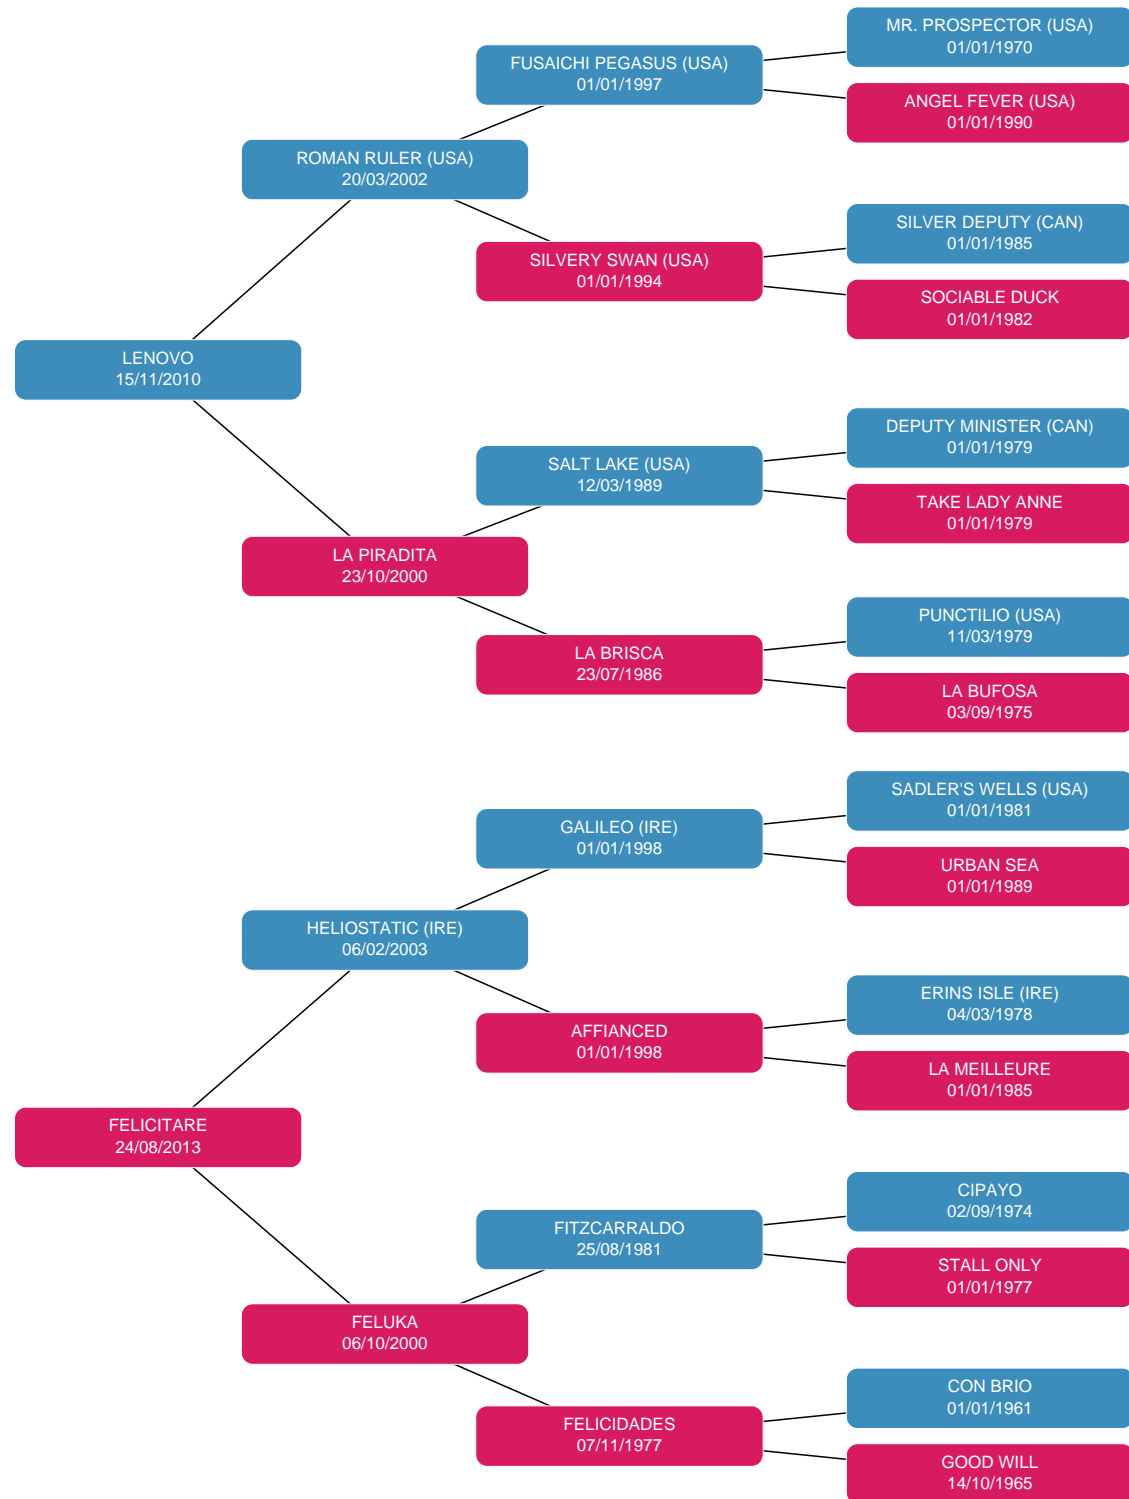 MR. PROSPECTOR (USA)
01/01/1970
FUSAICHI PEGASUS (USA)
01/01/1997
ANGEL FEVER (USA)
01/01/1990
ROMAN RULER (USA)
20/03/2002
SILVER DEPUTY (CAN)
01/01/1985
SILVERY SWAN (USA)
01/01/1994
SOCIABLE DUCK
01/01/1982
LENOVO
15/11/2010
DEPUTY MINISTER (CAN)
01/01/1979
SALT LAKE (USA)
12/03/1989
TAKE LADY ANNE
01/01/1979
LA PIRADITA
23/10/2000
PUNCTILIO (USA)
11/03/1979
LA BRISCA
23/07/1986
LA BUFOSA
03/09/1975
SADLER'S WELLS (USA)
01/01/1981
GALILEO (IRE)
01/01/1998
URBAN SEA
01/01/1989
HELIOSTATIC (IRE)
06/02/2003
ERINS ISLE (IRE)
04/03/1978
AFFIANCED
01/01/1998
LA MEILLEURE
01/01/1985
FELICITARE
24/08/2013
CIPAYO
02/09/1974
FITZCARRALDO
25/08/1981
STALL ONLY
01/01/1977
FELUKA
06/10/2000
CON BRIO
01/01/1961
FELICIDADES
07/11/1977
GOOD WILL
14/10/1965